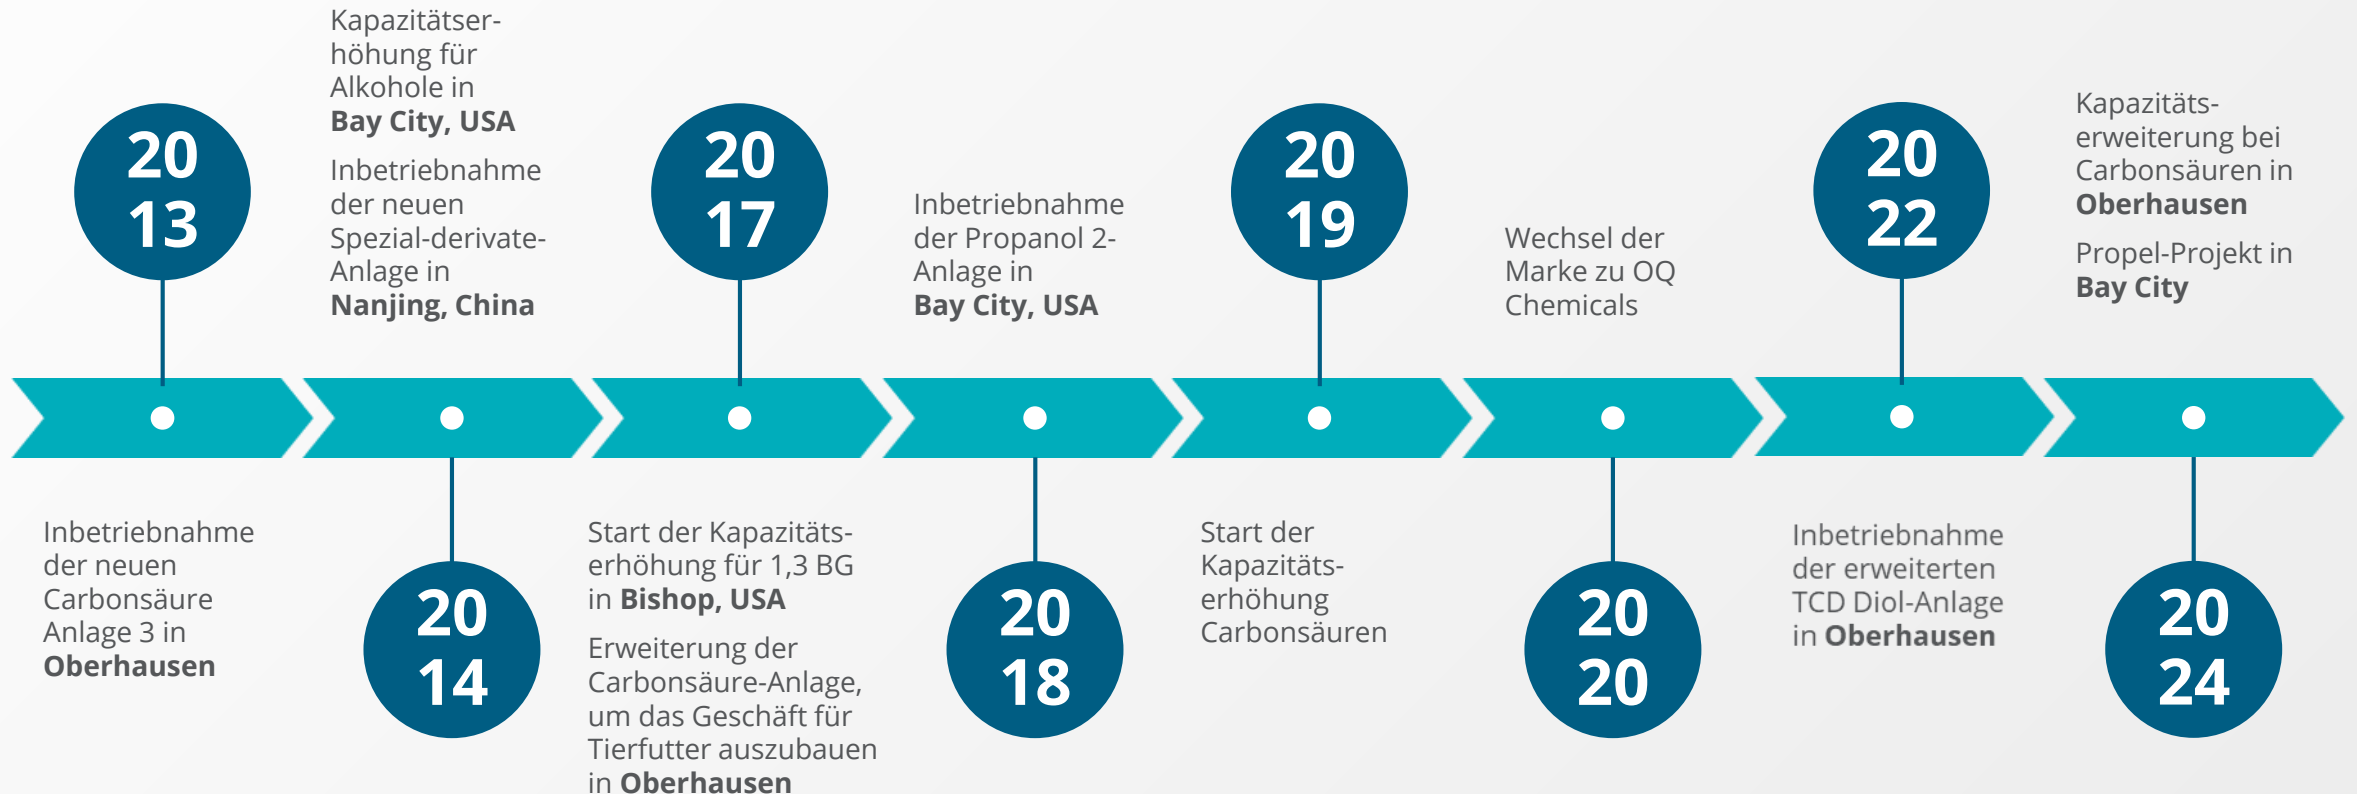 20
13
Inbetriebnahme
der neuen
Carbonsäure
Anlage 3 in
Oberhausen
Kapazitätser-
höhung für
Alkohole in
Bay City, USA
Inbetriebnahme
der neuen
Spezial-derivate-
Anlage in
Nanjing, China
20
14
20
17
Start der Kapazitäts-
erhöhung für 1,3 BG
in Bishop, USA
Erweiterung der
Carbonsäure-Anlage,
um das Geschäft für
Tierfutter auszubauen
in Oberhausen
Inbetriebnahme
der Propanol 2-
Anlage in
Bay City, USA
20
18
20
19
Start der
Kapazitäts-
erhöhung
Carbonsäuren
Wechsel der
Marke zu OQ
Chemicals
20
20
20
22
Inbetriebnahme
der erweiterten
TCD Diol-Anlage
in Oberhausen
Kapazitäts-
erweiterung bei
Carbonsäuren in
Oberhausen
Propel-Projekt in
Bay City
20
24